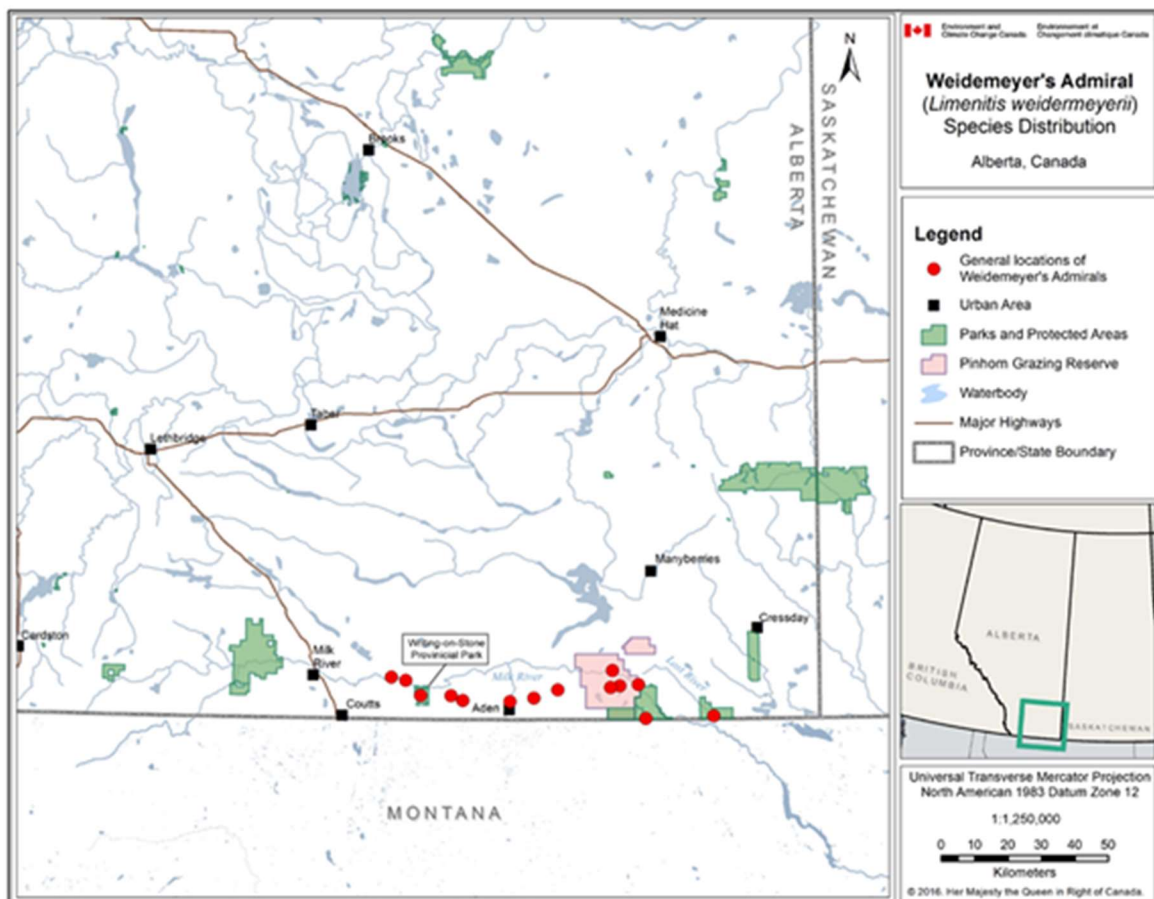 Environment and
Climate Change Canada
Environnement et
Changement climatique Canada
Weidemeyer's Admiral
(Limenitis weidermeyerii)
Species Distribution
Alberta, Canada
Legend
General locations of
Weidemeyer's Admirals
Urban Area
Parks and Protected Areas
Pinhorn Grazing Reserve
Waterbody
Major Highways
Province/State Boundary
ALBERTA
BRITISH
COLUMBIA
SASKATCHEWAN
Universal Transverse Mercator Projection
North American 1983 Datum Zone 12
1:1,250,000
0 10 20 30 40 50
Kilometers
© 2016. Her Majesty the Queen in Right of Canada.
N
SASKATCHEWAN
ALBERTA
Brooks
Medicine
Hat
Taber
Lethbridge
Manyberries
Cressday
Cardston
Writing-on-Stone
Provinicial Park
Milk
River
Milk River
Lost River
Aden
Coutts
MONTANA